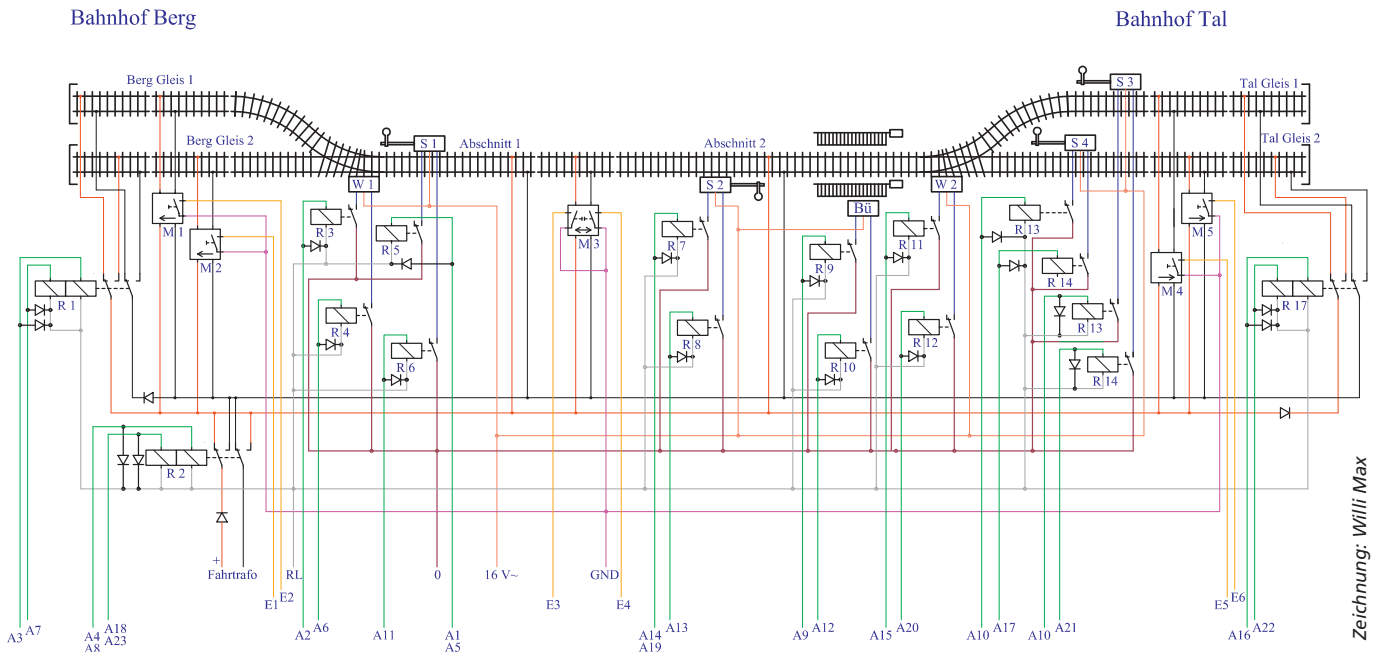 Bahnhof Berg
Bahnhof Tal
Berg Gleis 1
S 3
Tal Gleis 1
Berg Gleis 2
S 1
Abschnitt 1
Abschnitt 2
S 4
Tal Gleis 2
W 1
S 2
W 2
Bü
M 1
R 3
R 5
M 3
R 7
R 9
R 11
R 13
M 5
M 2
R 14
M 4
R 1
R 17
R 4
R 6
R 8
R 10
R 12
R 13
R 14
R 2
+
Fahrtrafo
RL
0
16 V~
GND
E1
E2
E3
E4
E5
E6
A3
A7
A4
A8
A18
A23
A2
A6
A11
A1
A5
A14
A19
A13
A9
A12
A15
A20
A10
A17
A10
A21
A16
A22
Zeichnung: Willi Max